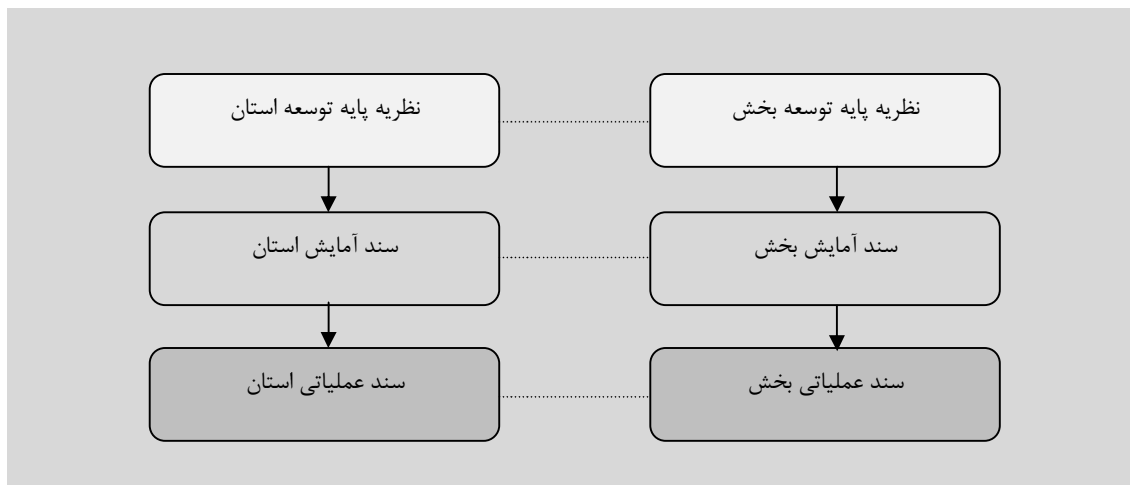 نظریه پایه توسعه بخش
نظریه پایه توسعه استان
سند آمایش بخش
سند آمایش استان
سند عملیاتی بخش
سند عملیاتی استان